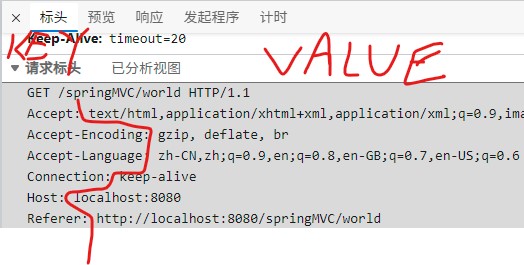 标头 预览 响应 发起程序 计时
Keep-Alive: timeout=20
KEY VALUE
▼ 请求标头 已分析视图
GET /springMVC/world HTTP/1.1
Accept: text/html,application/xhtml+xml,application/xml;q=0.9,ima
Accept-Encoding: gzip, deflate, br
Accept-Language: zh-CN,zh;q=0.9,en;q=0.8,en-GB;q=0.7,en-US;q=0.6
Connection: keep-alive
Host: localhost:8080
Referer: http://localhost:8080/springMVC/world